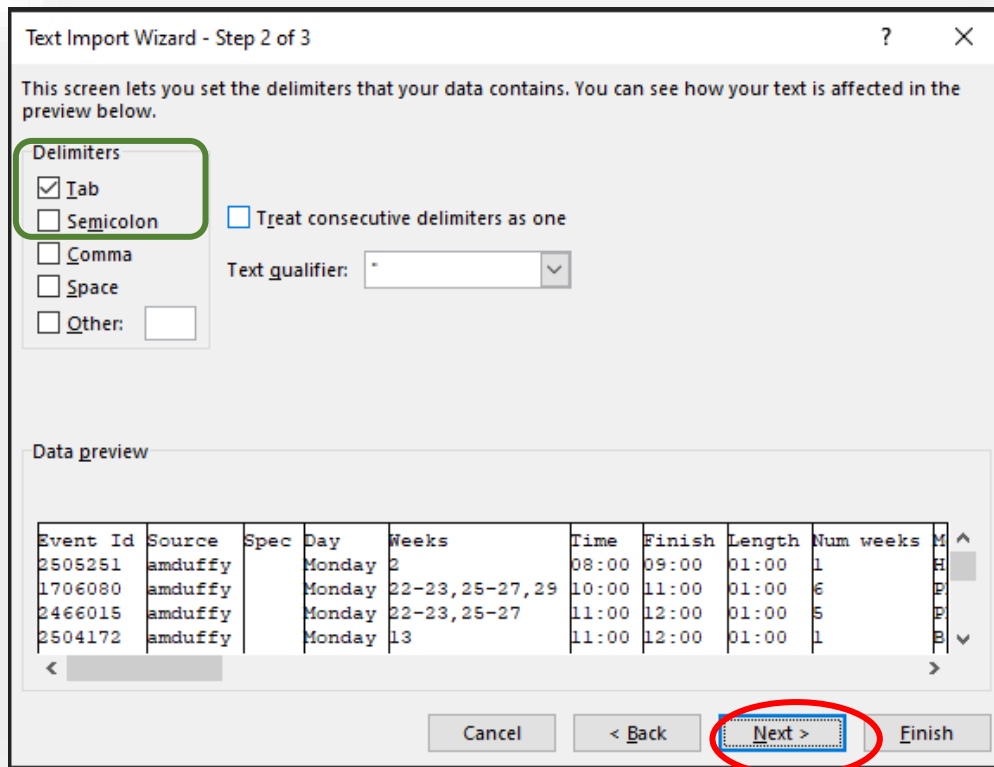 Text Import Wizard - Step 2 of 3 ?
This screen lets you set the delimiters that your data contains. You can see how your text is affected in the
preview below.
Delimiters
Tab
Semicolon
Comma
Space
Other:
Treat consecutive delimiters as one
Text qualifier: "
Data preview
Event Id Source Spec Day Weeks Time Finish Length Num weeks M
2505251 amduffy Monday 2 08:00 09:00 01:00 1 H
1706080 amduffy Monday 22-23,25-27,29 10:00 11:00 01:00 6 P
2466015 amduffy Monday 22-23,25-27 11:00 12:00 01:00 5 P
2504172 amduffy Monday 13 11:00 12:00 01:00 1 B
Cancel < Back Next > Finish